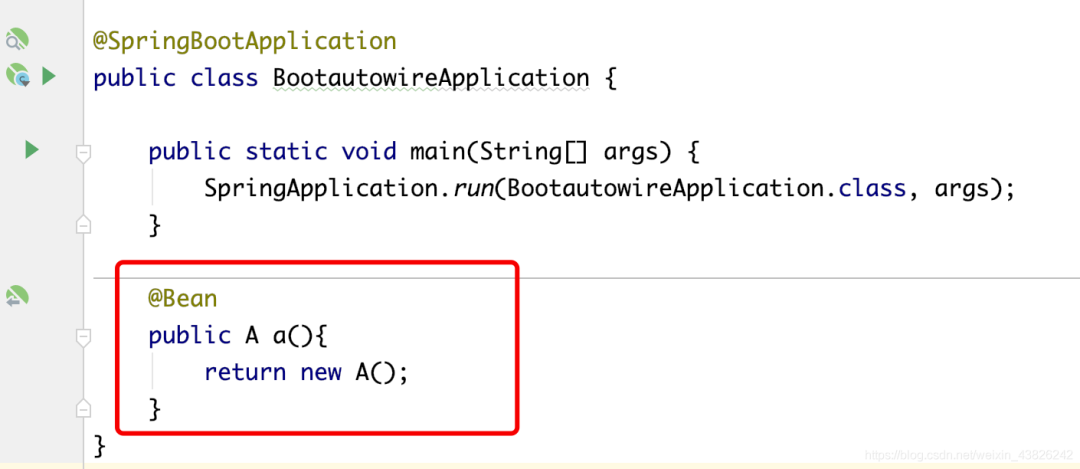 @SpringBootApplication
public class BootautowireApplication {
public static void main(String[] args) {
SpringApplication.run(BootautowireApplication.class, args);
}
@Bean
public A a(){
return new A();
}
}
https://blog.csdn.net/weixin_43826242